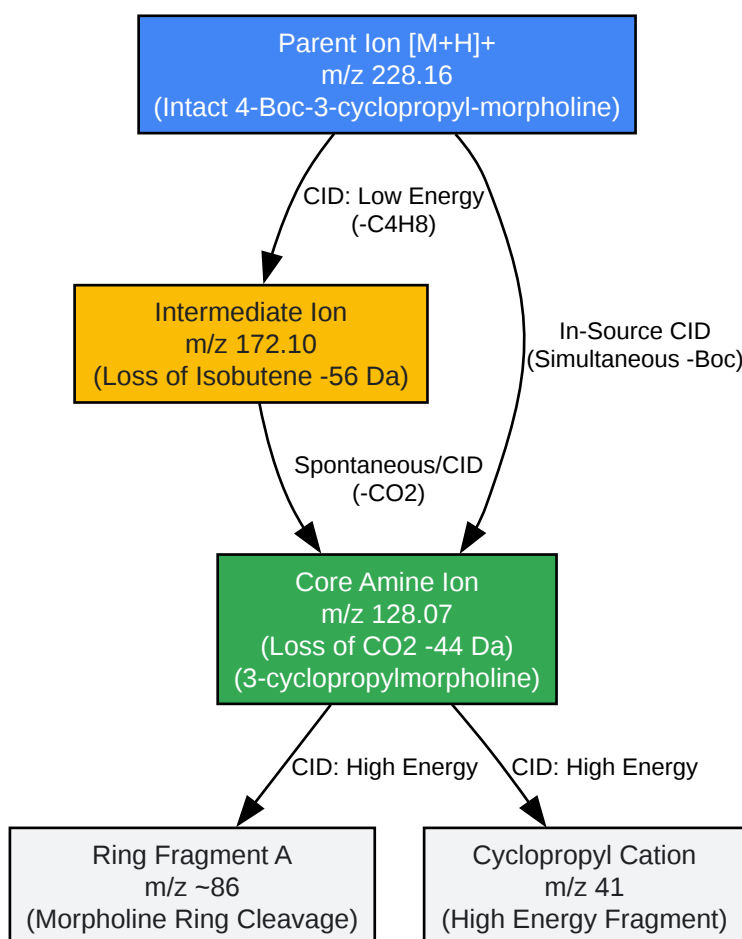 Parent Ion [M+H]+
m/z 228.16
(Intact 4-Boc-3-cyclopropyl-morpholine)
CID: Low Energy
(-C4H8)
Intermediate Ion
m/z 172.10
(Loss of Isobutene -56 Da)
In-Source CID
(Simultaneous -Boc)
Spontaneous/CID
(-CO2)
Core Amine Ion
m/z 128.07
(Loss of CO2 -44 Da)
(3-cyclopropylmorpholine)
CID: High Energy
CID: High Energy
Ring Fragment A
m/z ~86
(Morpholine Ring Cleavage)
Cyclopropyl Cation
m/z 41
(High Energy Fragment)